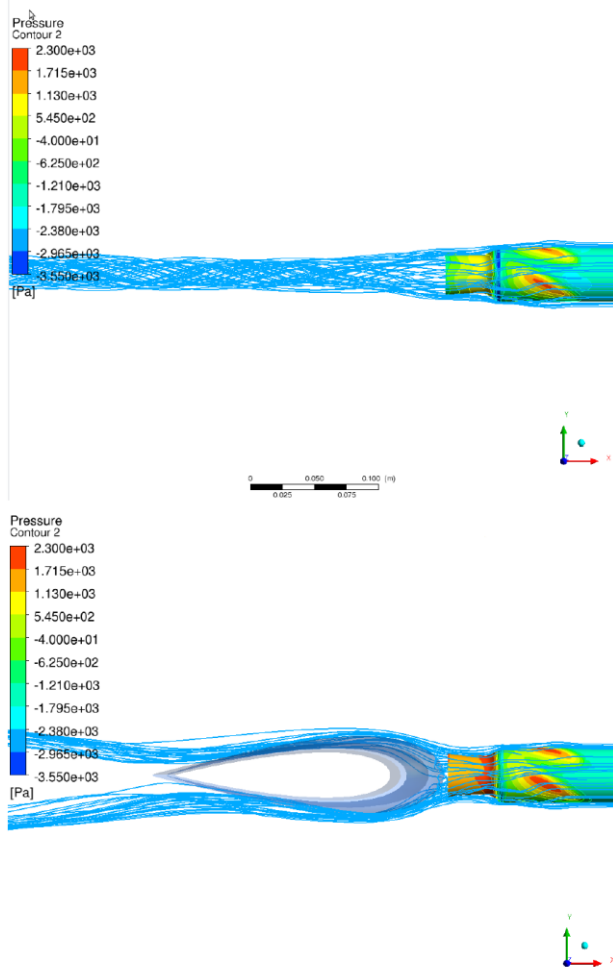 Pressure
Contour 2
2.300e+03
1.715e+03
1.130e+03
5.450e+02
-4.000e+01
-6.250e+02
-1.210e+03
-1.795e+03
-2.380e+03
-2.965e+03
-3.550e+03
[Pa]
Y
X
Z
0 0.050 0.100 (m)
0.025 0.075
Pressure
Contour 2
2.300e+03
1.715e+03
1.130e+03
5.450e+02
-4.000e+01
-6.250e+02
-1.210e+03
-1.795e+03
-2.380e+03
-2.965e+03
-3.550e+03
[Pa]
Y
Z